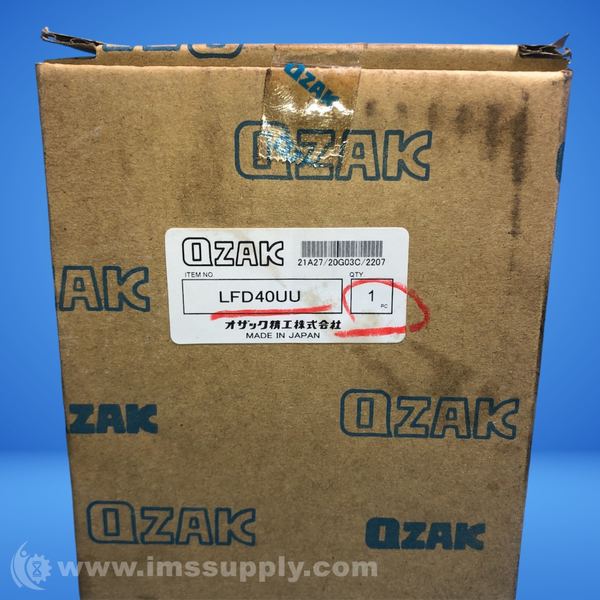 OZAK
OZAK
AK
OZAK
21A27/20G03C/2207
ITEM NO
QTY
LFD40UU
1
PC
オザック精工株式会社
MADE IN JAPAN
OZAK
ZAK
OZAK
OZAK
www.imssupply.com